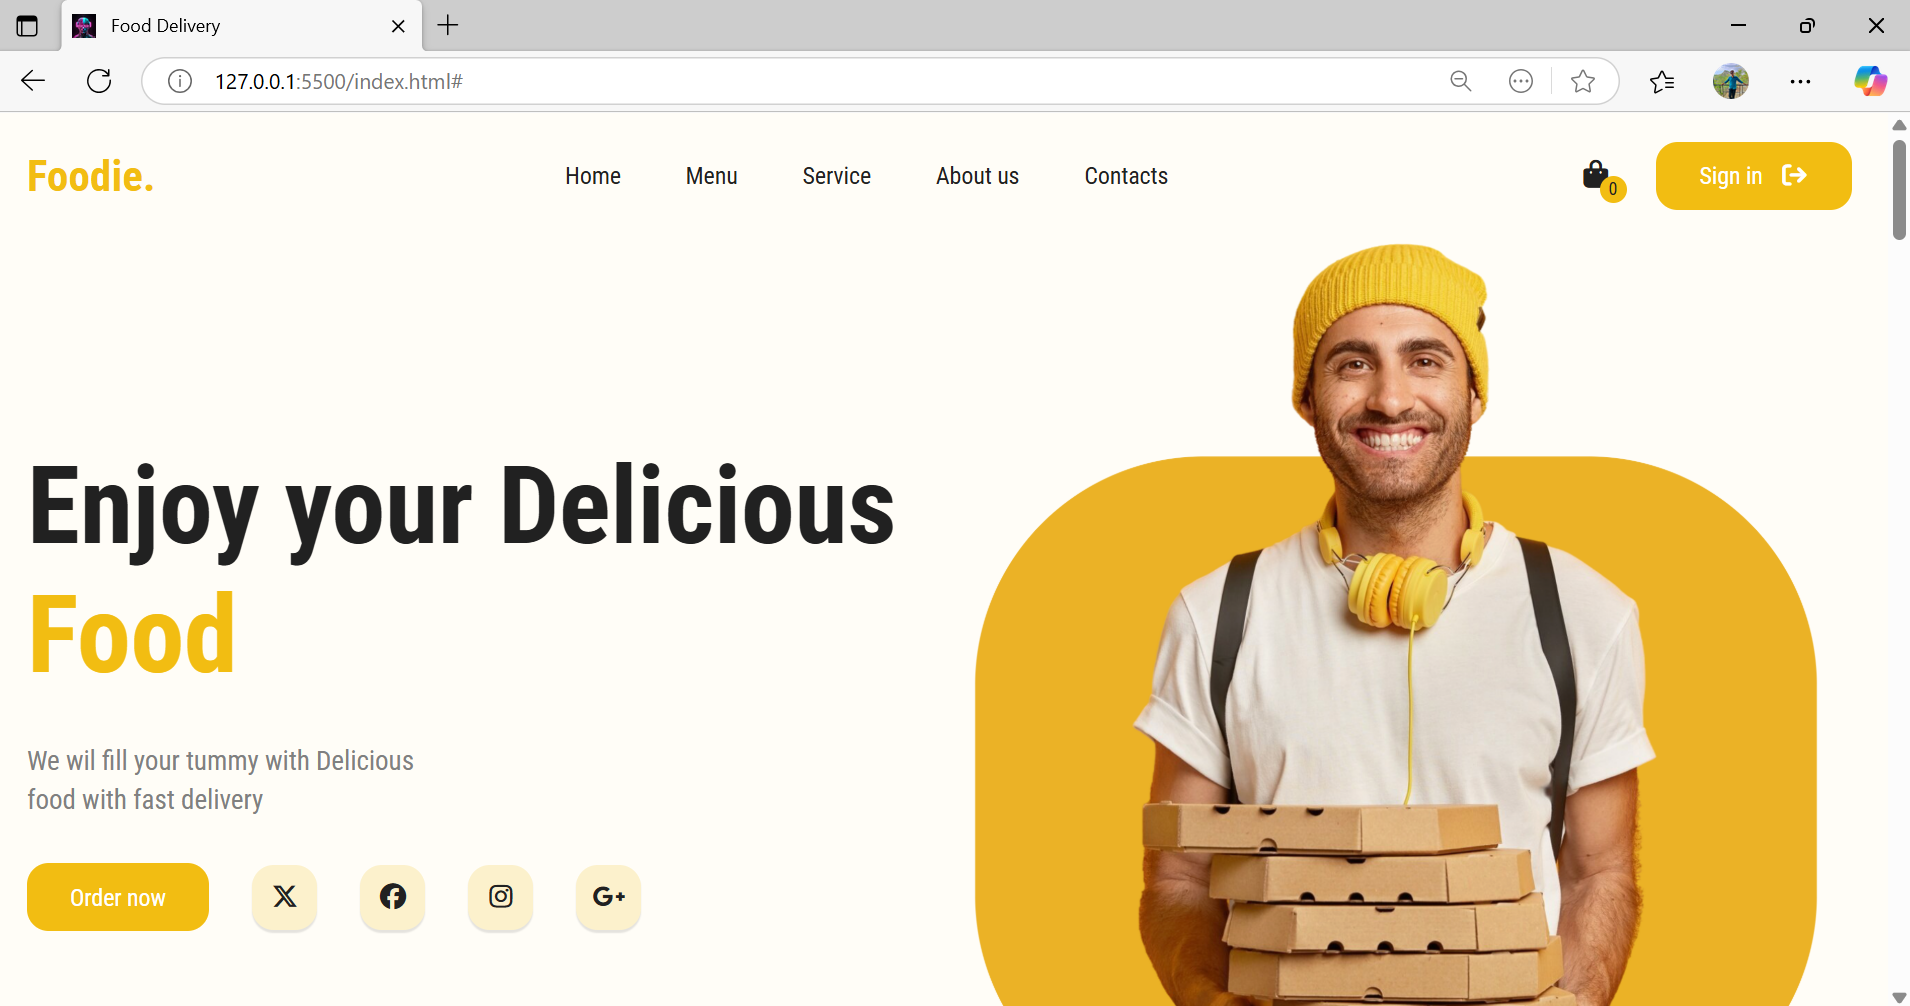 Food Delivery
127.0.0.1:5500/index.html#
Foodie.
Home
Menu
Service
About us
Contacts
0
Sign in
Enjoy your Delicious
Food
We wil fill your tummy with Delicious
food with fast delivery
Order now